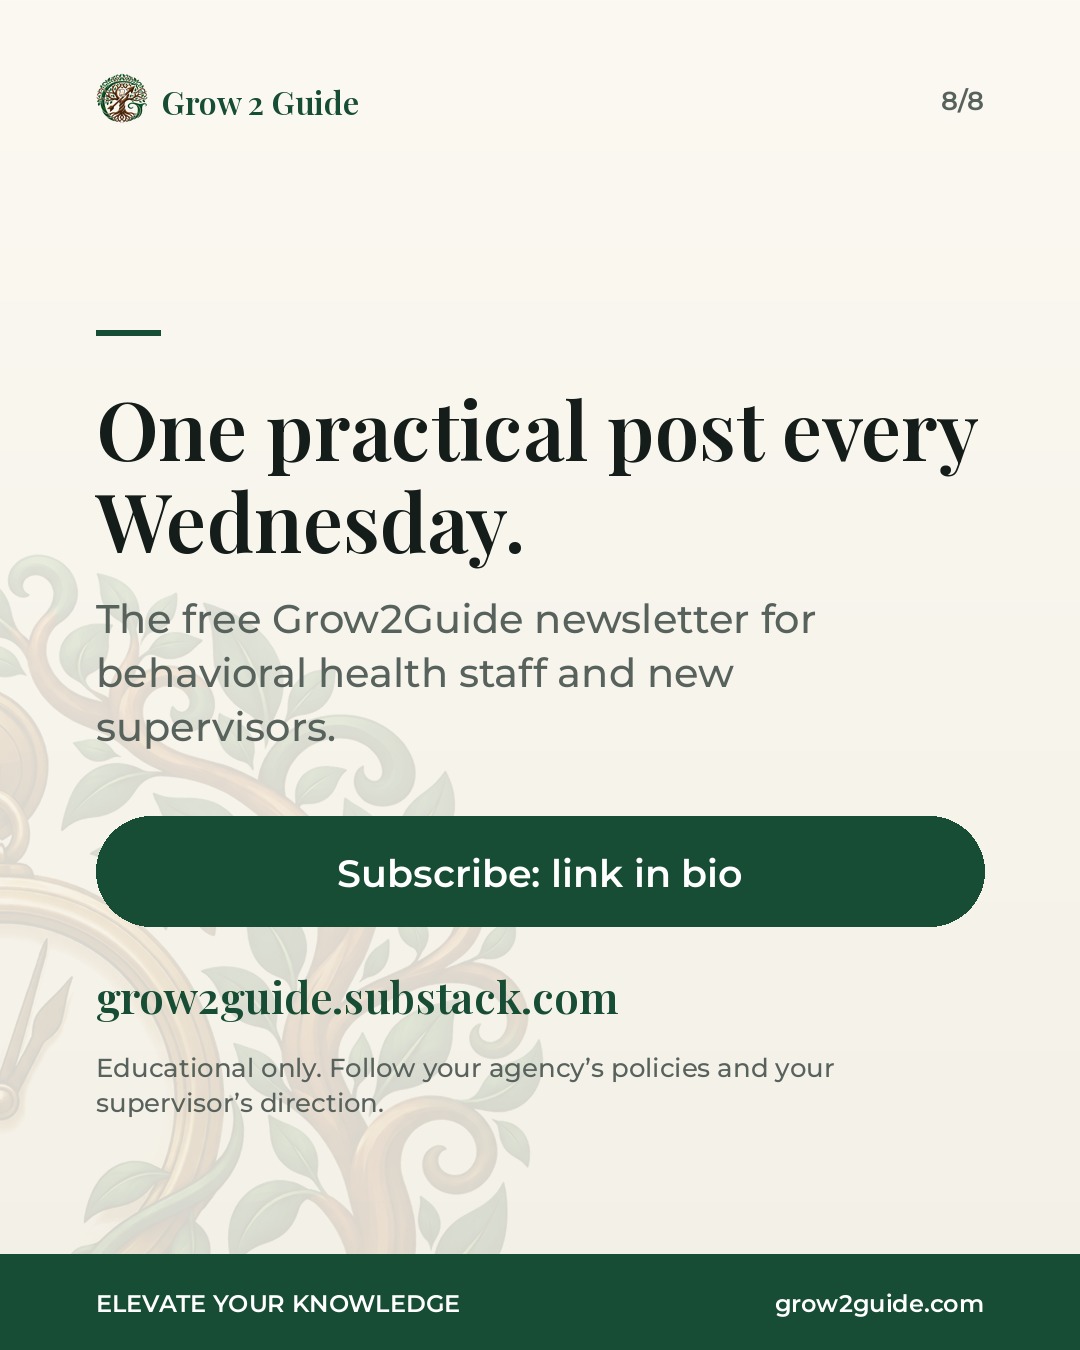 Grow 2 Guide
8/8
One practical post every
Wednesday.
The free Grow2Guide newsletter for
behavioral health staff and new
supervisors.
Subscribe: link in bio
grow2guide.substack.com
Educational only. Follow your agency’s policies and your
supervisor’s direction.
ELEVATE YOUR KNOWLEDGE
grow2guide.com